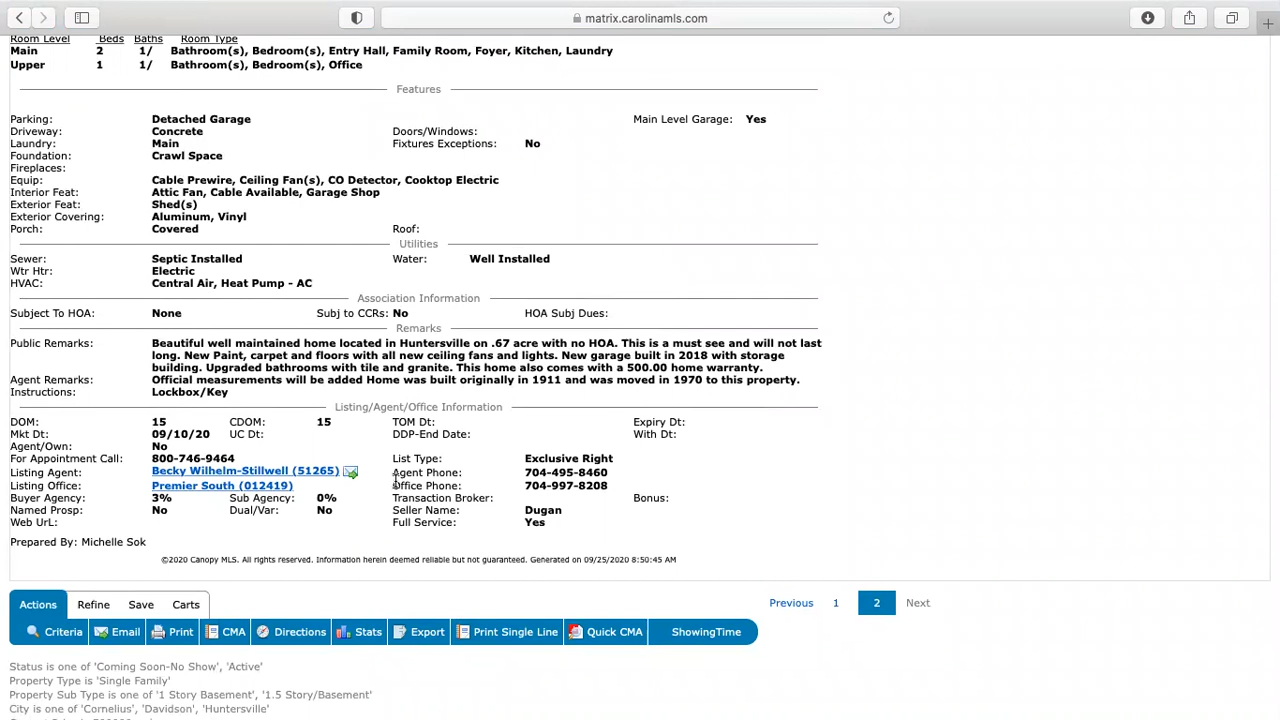 matrix.carolinamls.com
Room Level Beds Baths Room Type
Main 2 1/ Bathroom(s), Bedroom(s), Entry Hall, Family Room, Foyer, Kitchen, Laundry
Upper 1 1/ Bathroom(s), Bedroom(s), Office
Features
Parking: Detached Garage Main Level Garage: Yes
Driveway: Concrete Doors/Windows:
Laundry: Main Fixtures Exceptions: No
Foundation: Crawl Space
Fireplaces:
Equip: Cable Prewire, Ceiling Fan(s), CO Detector, Cooktop Electric
Interior Feat: Attic Fan, Cable Available, Garage Shop
Exterior Feat: Shed(s)
Exterior Covering: Aluminum, Vinyl
Porch: Covered Roof:
Utilities
Sewer: Septic Installed Water: Well Installed
Wtr Htr: Electric
HVAC: Central Air, Heat Pump - AC
Association Information
Subject To HOA: None Subj to CCRs: No HOA Subj Dues:
Remarks
Public Remarks: Beautiful well maintained home located in Huntersville on .67 acre with no HOA. This is a must see and will not last
long. New Paint, carpet and floors with all new ceiling fans and lights. New garage built in 2018 with storage
building. Upgraded bathrooms with tile and granite. This home also comes with a 500.00 home warranty.
Agent Remarks: Official measurements will be added Home was built originally in 1911 and was moved in 1970 to this property.
Instructions: Lockbox/Key
Listing/Agent/Office Information
DOM: 15 CDOM: 15 TOM Dt: Expiry Dt:
Mkt Dt: 09/10/20 UC Dt: DDP-End Date: With Dt:
Agent/Own: No
For Appointment Call: 800-746-9464 List Type: Exclusive Right
Listing Agent: Becky Wilhelm-Stillwell (51265) Agent Phone: 704-495-8460
Listing Office: Premier South (012419) Office Phone: 704-997-8208
Buyer Agency: 3% Sub Agency: 0% Transaction Broker: Bonus:
Named Prosp: No Dual/Var: No Seller Name: Dugan
Web URL: Full Service: Yes
Prepared By: Michelle Sok
©2020 Canopy MLS. All rights reserved. Information herein deemed reliable but not guaranteed. Generated on 09/25/2020 8:50:45 AM
Actions Refine Save Carts Previous 1 2 Next
Criteria Email Print CMA Directions Stats Export Print Single Line Quick CMA ShowingTime
Status is one of 'Coming Soon-No Show', 'Active'
Property Type is 'Single Family'
Property Sub Type is one of '1 Story Basement', '1.5 Story/Basement'
City is one of 'Cornelius', 'Davidson', 'Huntersville'